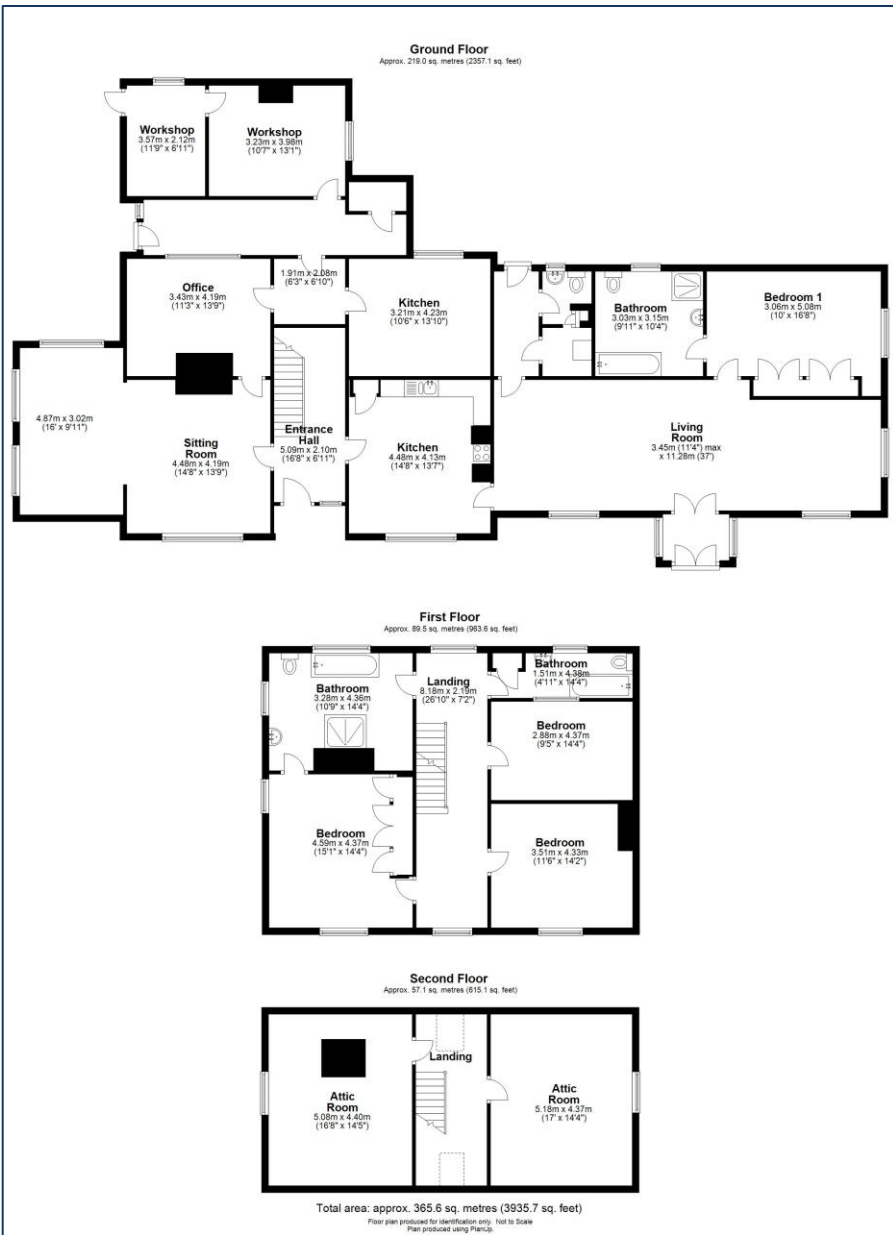 Ground Floor
Approx. 219.0 sq. metres (2357.1 sq. feet)
Workshop
3.57m x 2.12m
(11'9" x 6'11")
Workshop
3.23m x 3.98m
(10'7" x 13'1")
Office
3.43m x 4.19m
(11'3" x 13'9")
1.91m x 2.08m
(6'3" x 6'10")
Kitchen
3.21m x 4.23m
(10'6" x 13'10")
Bathroom
3.03m x 3.15m
(9'11" x 10'4")
Bedroom 1
3.06m x 5.08m
(10' x 16'8")
4.87m x 3.02m
(16' x 9'11")
Sitting
Room
4.48m x 4.19m
(14'8" x 13'9")
Entrance
Hall
5.09m x 2.10m
(16'8" x 6'11")
Kitchen
4.48m x 4.13m
(14'8" x 13'7")
Living
Room
3.45m (11'4") max
x 11.28m (37')
First Floor
Approx. 89.5 sq. metres (963.6 sq. feet)
Bathroom
3.28m x 4.36m
(10'9" x 14'4")
Landing
8.18m x 2.19m
(26'10" x 7'2")
Bathroom
1.51m x 4.38m
(4'11" x 14'4")
Bedroom
2.88m x 4.37m
(9'5" x 14'4")
Bedroom
4.59m x 4.37m
(15'1" x 14'4")
Bedroom
3.51m x 4.33m
(11'6" x 14'2")
Second Floor
Approx. 57.1 sq. metres (615.1 sq. feet)
Attic
Room
5.08m x 4.40m
(16'8" x 14'5")
Landing
Attic
Room
5.18m x 4.37m
(17' x 14'4")
Total area: approx. 365.6 sq. metres (3935.7 sq. feet)
Floor plan produced for identification only. Not to Scale
Plan produced using PlanUp.